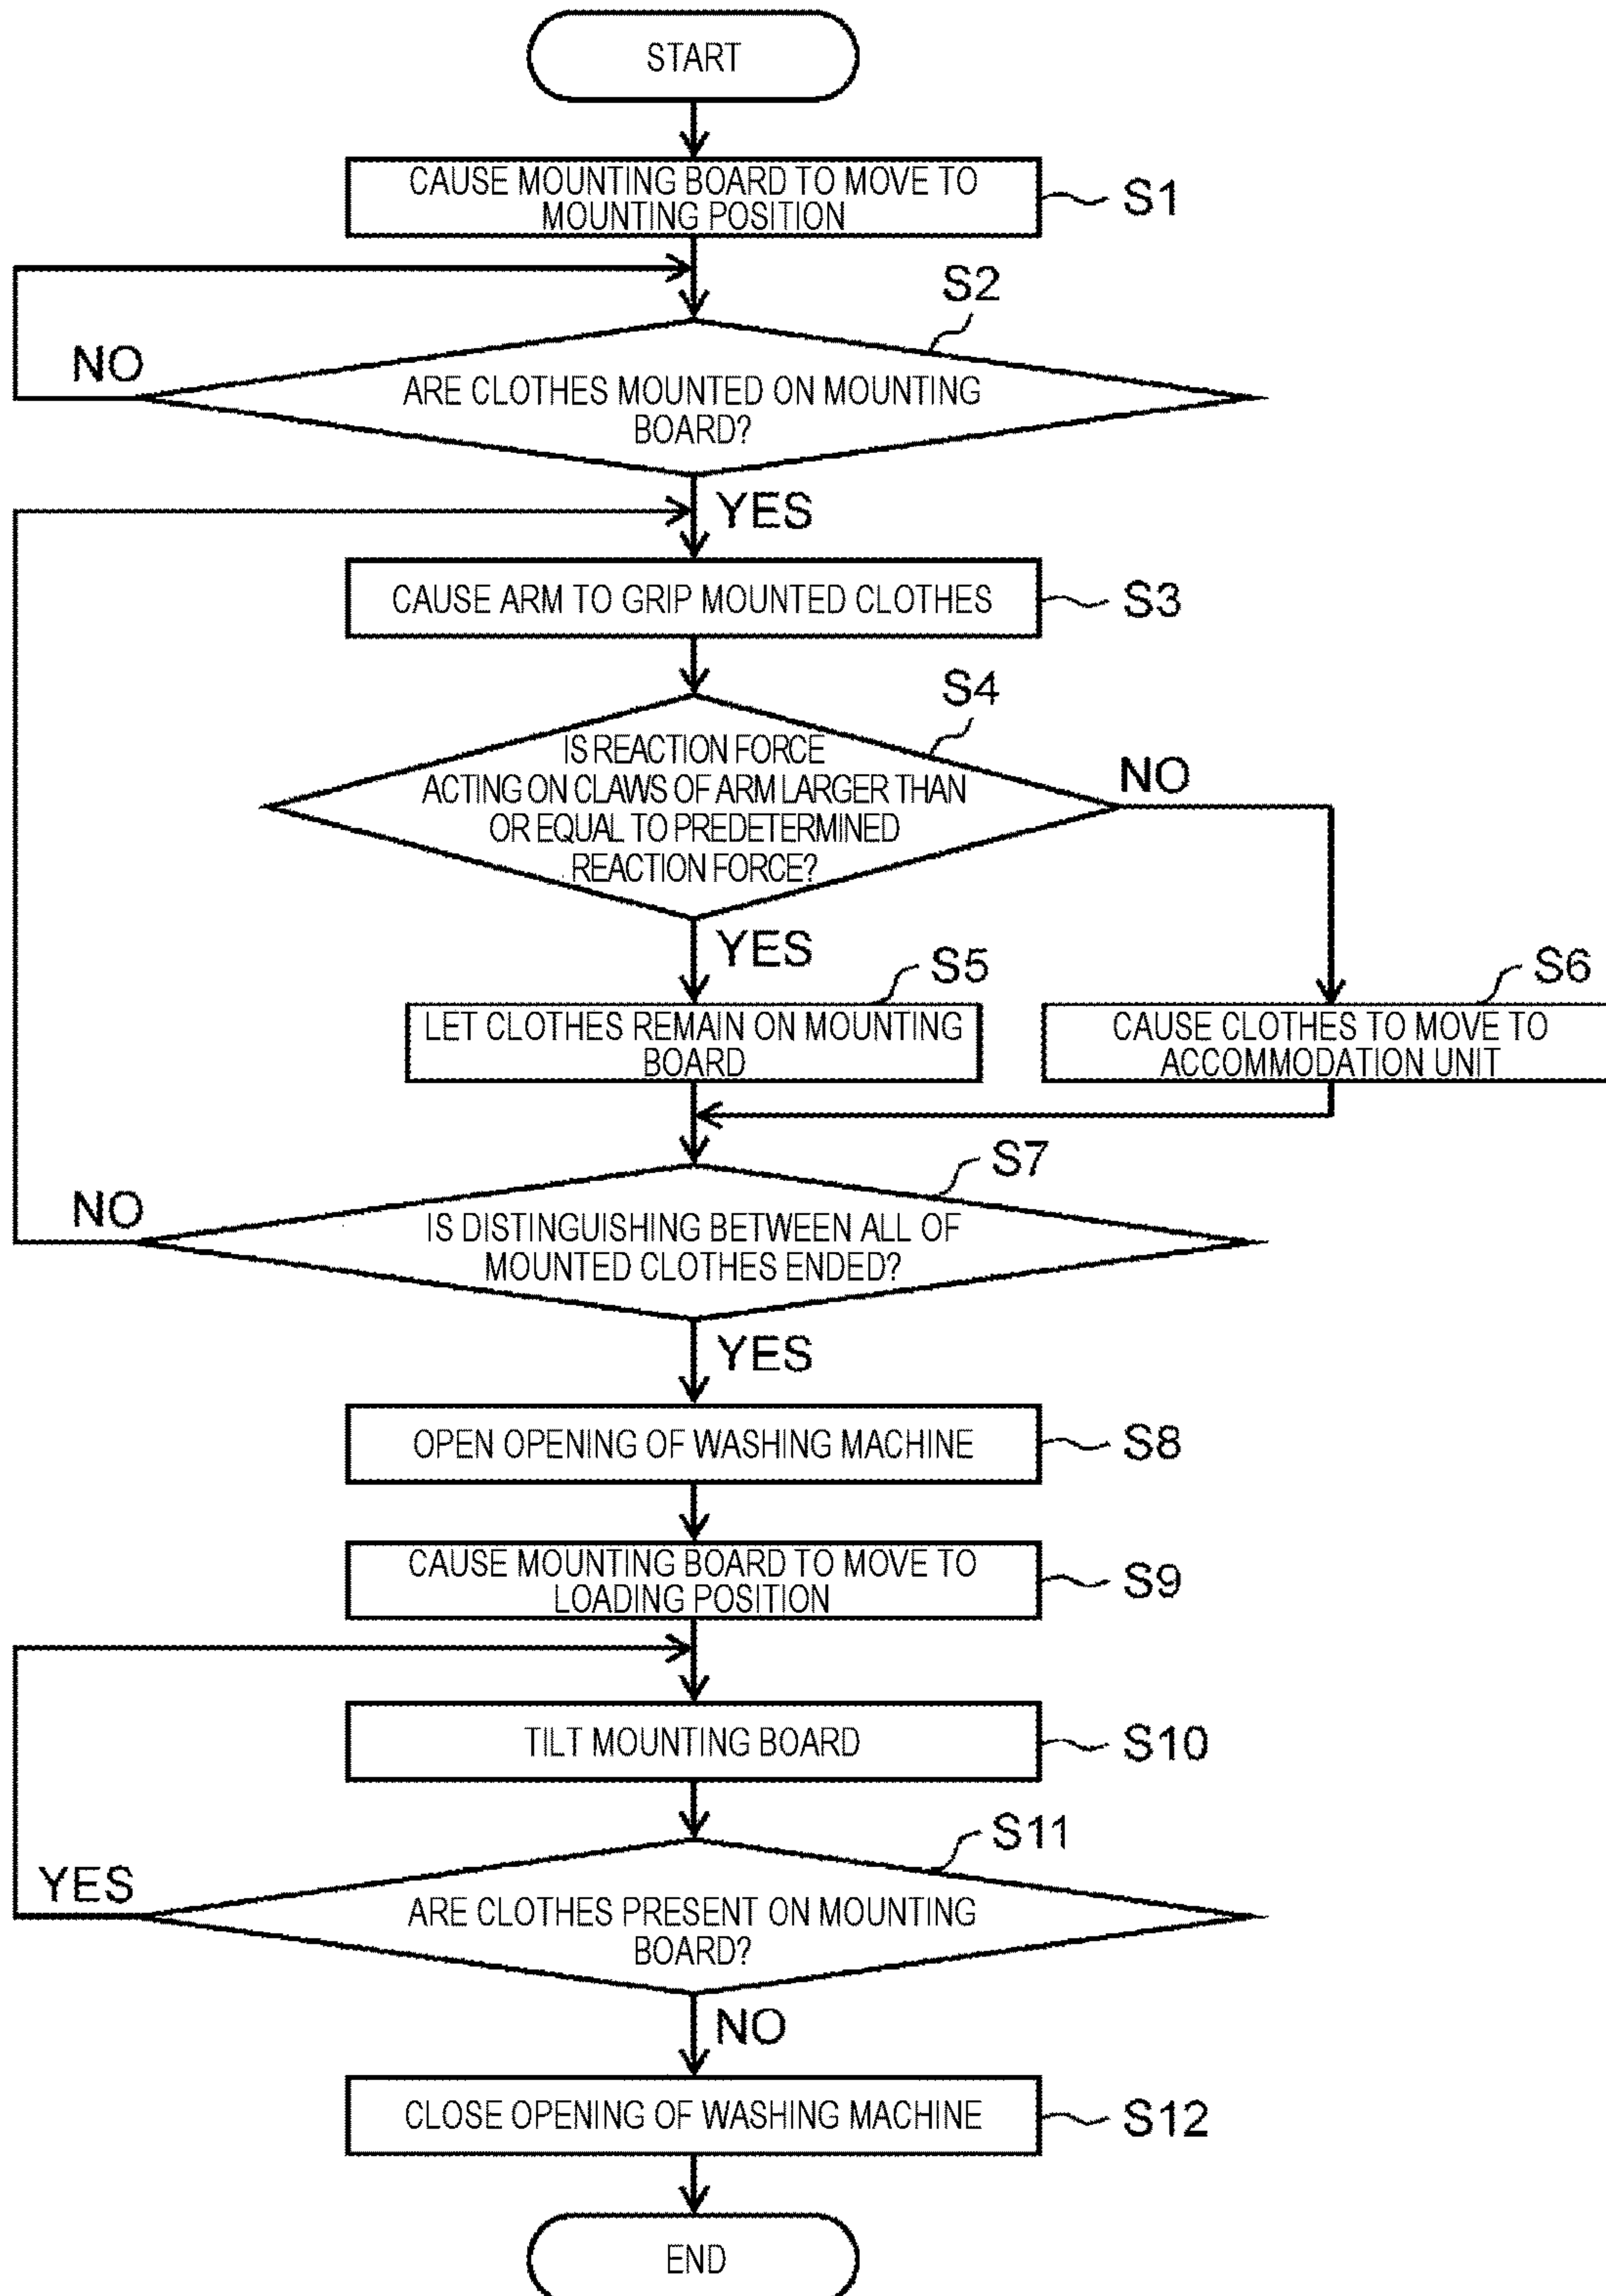 START
CAUSE MOUNTING BOARD TO MOVE TO
MOUNTING POSITION
S1
S2
NO
ARE CLOTHES MOUNTED ON MOUNTING
BOARD?
YES
CAUSE ARM TO GRIP MOUNTED CLOTHES
S3
S4
IS REACTION FORCE
ACTING ON CLAWS OF ARM LARGER THAN
OR EQUAL TO PREDETERMINED
REACTION FORCE?
NO
YES
S5
LET CLOTHES REMAIN ON MOUNTING
BOARD
S6
CAUSE CLOTHES TO MOVE TO
ACCOMMODATION UNIT
S7
NO
IS DISTINGUISHING BETWEEN ALL OF
MOUNTED CLOTHES ENDED?
YES
OPEN OPENING OF WASHING MACHINE
S8
CAUSE MOUNTING BOARD TO MOVE TO
LOADING POSITION
S9
TILT MOUNTING BOARD
S10
S11
YES
ARE CLOTHES PRESENT ON MOUNTING
BOARD?
NO
CLOSE OPENING OF WASHING MACHINE
S12
END